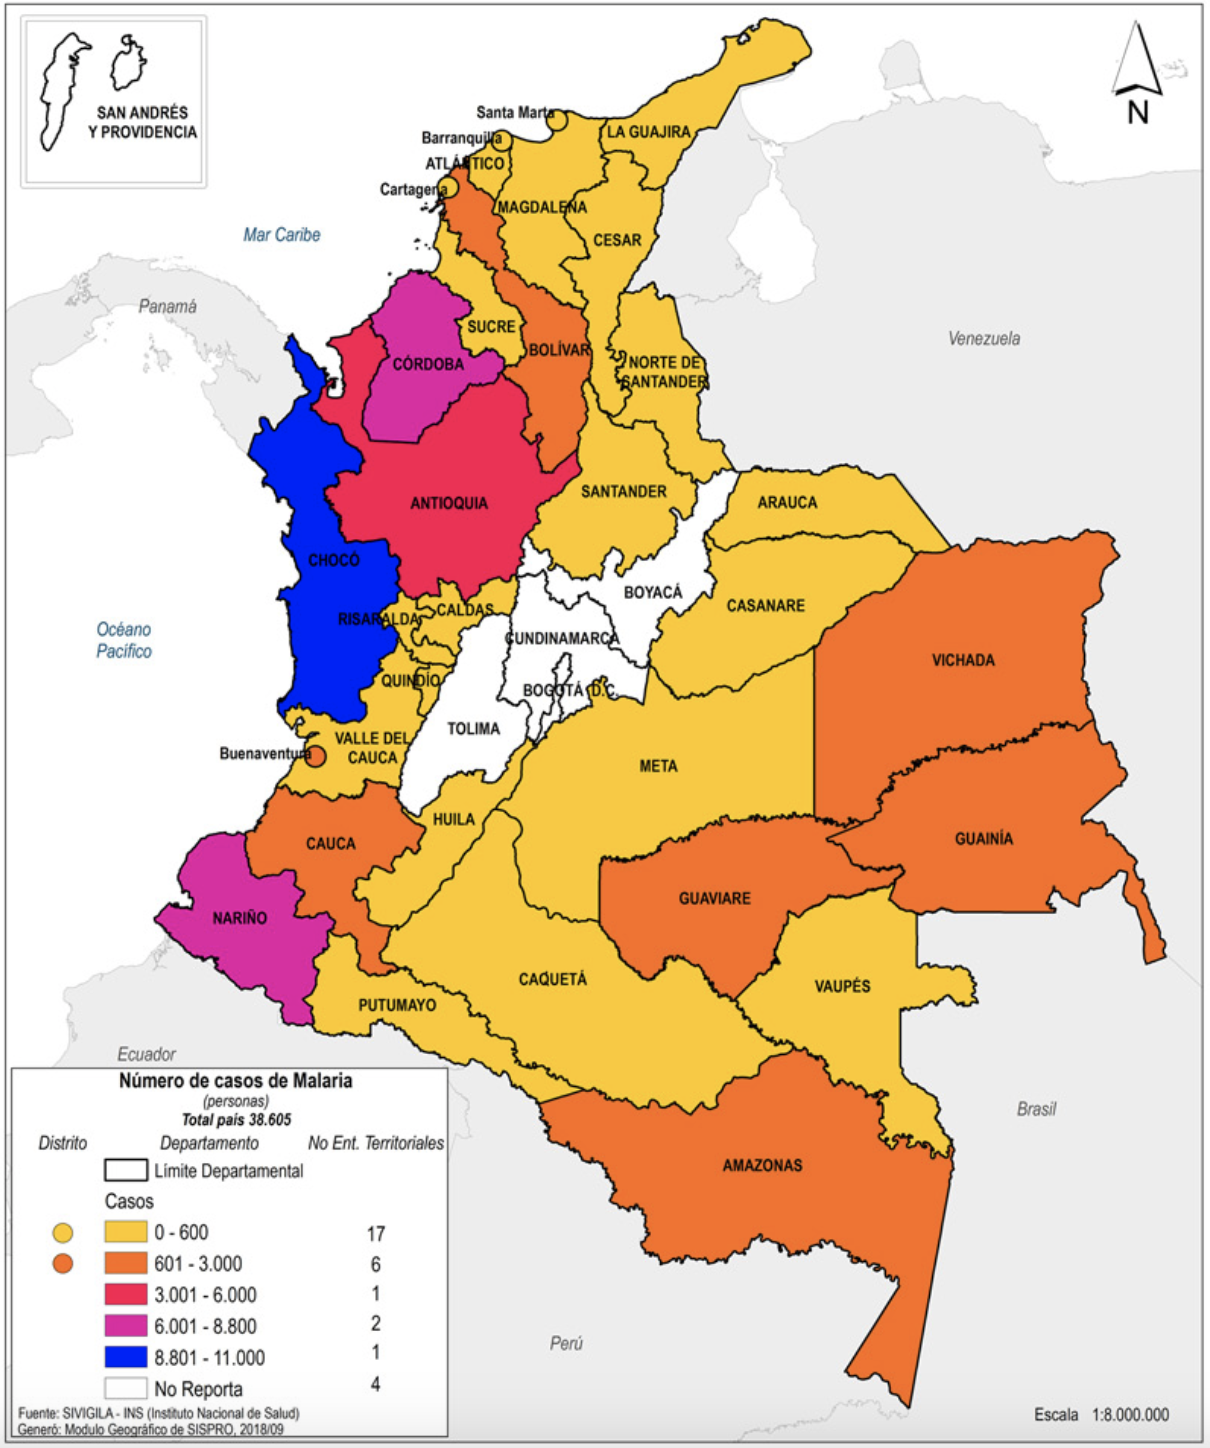 SAN ANDRÉS
Y PROVIDENCIA
N
Santa Marta
Barranquilla
LA GUAJIRA
ATLÁNTICO
Cartagena
MAGDALENA
Mar Caribe
CESAR
Panamá
SUCRE
Venezuela
BOLÍVAR
CÓRDOBA
NORTE DE
SANTANDER
SANTANDER
ARAUCA
ANTIOQUIA
CHOCÓ
BOYACÁ
CASANARE
CALDAS
RISARALDA
Océano
Pacífico
CUNDINAMARCA
VICHADA
QUINDÍO
BOGOTÁ D.C.
TOLIMA
VALLE DEL
CAUCA
Buenaventura
META
HUILA
CAUCA
GUAINÍA
GUAVIARE
NARIÑO
CAQUETÁ
VAUPÉS
PUTUMAYO
Ecuador
Brasil
AMAZONAS
Perú
Número de casos de Malaria
(personas)
Total país 38.605
Distrito Departamento No Ent. Territoriales
Límite Departamental
Casos
0 - 600 17
601 - 3.000 6
3.001 - 6.000 1
6.001 - 8.800 2
8.801 - 11.000 1
No Reporta 4
Fuente: SIVIGILA - INS (Instituto Nacional de Salud)
Generó: Modulo Geográfico de SISPRO, 2018/09
Escala 1:8.000.000